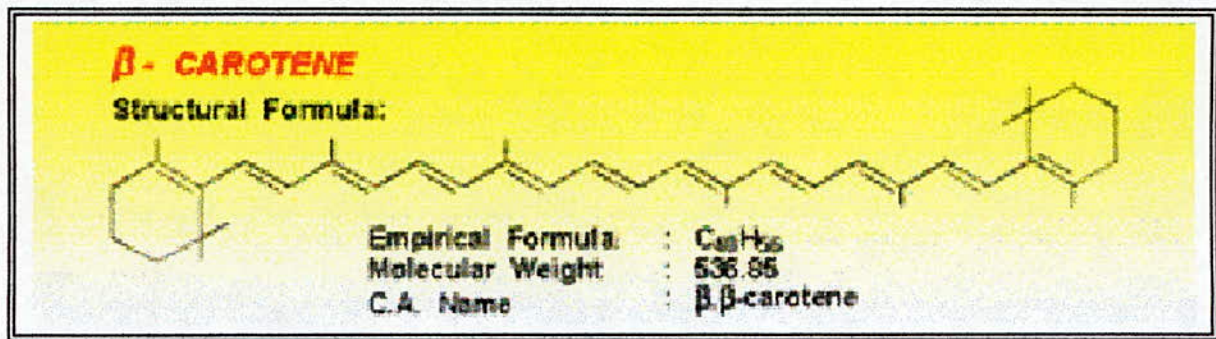 β - CAROTENE
Structural Formula:
Empirical Formula : C₄₀H₅₆
Molecular Weight : 536.85
C.A. Name : β,β-carotene